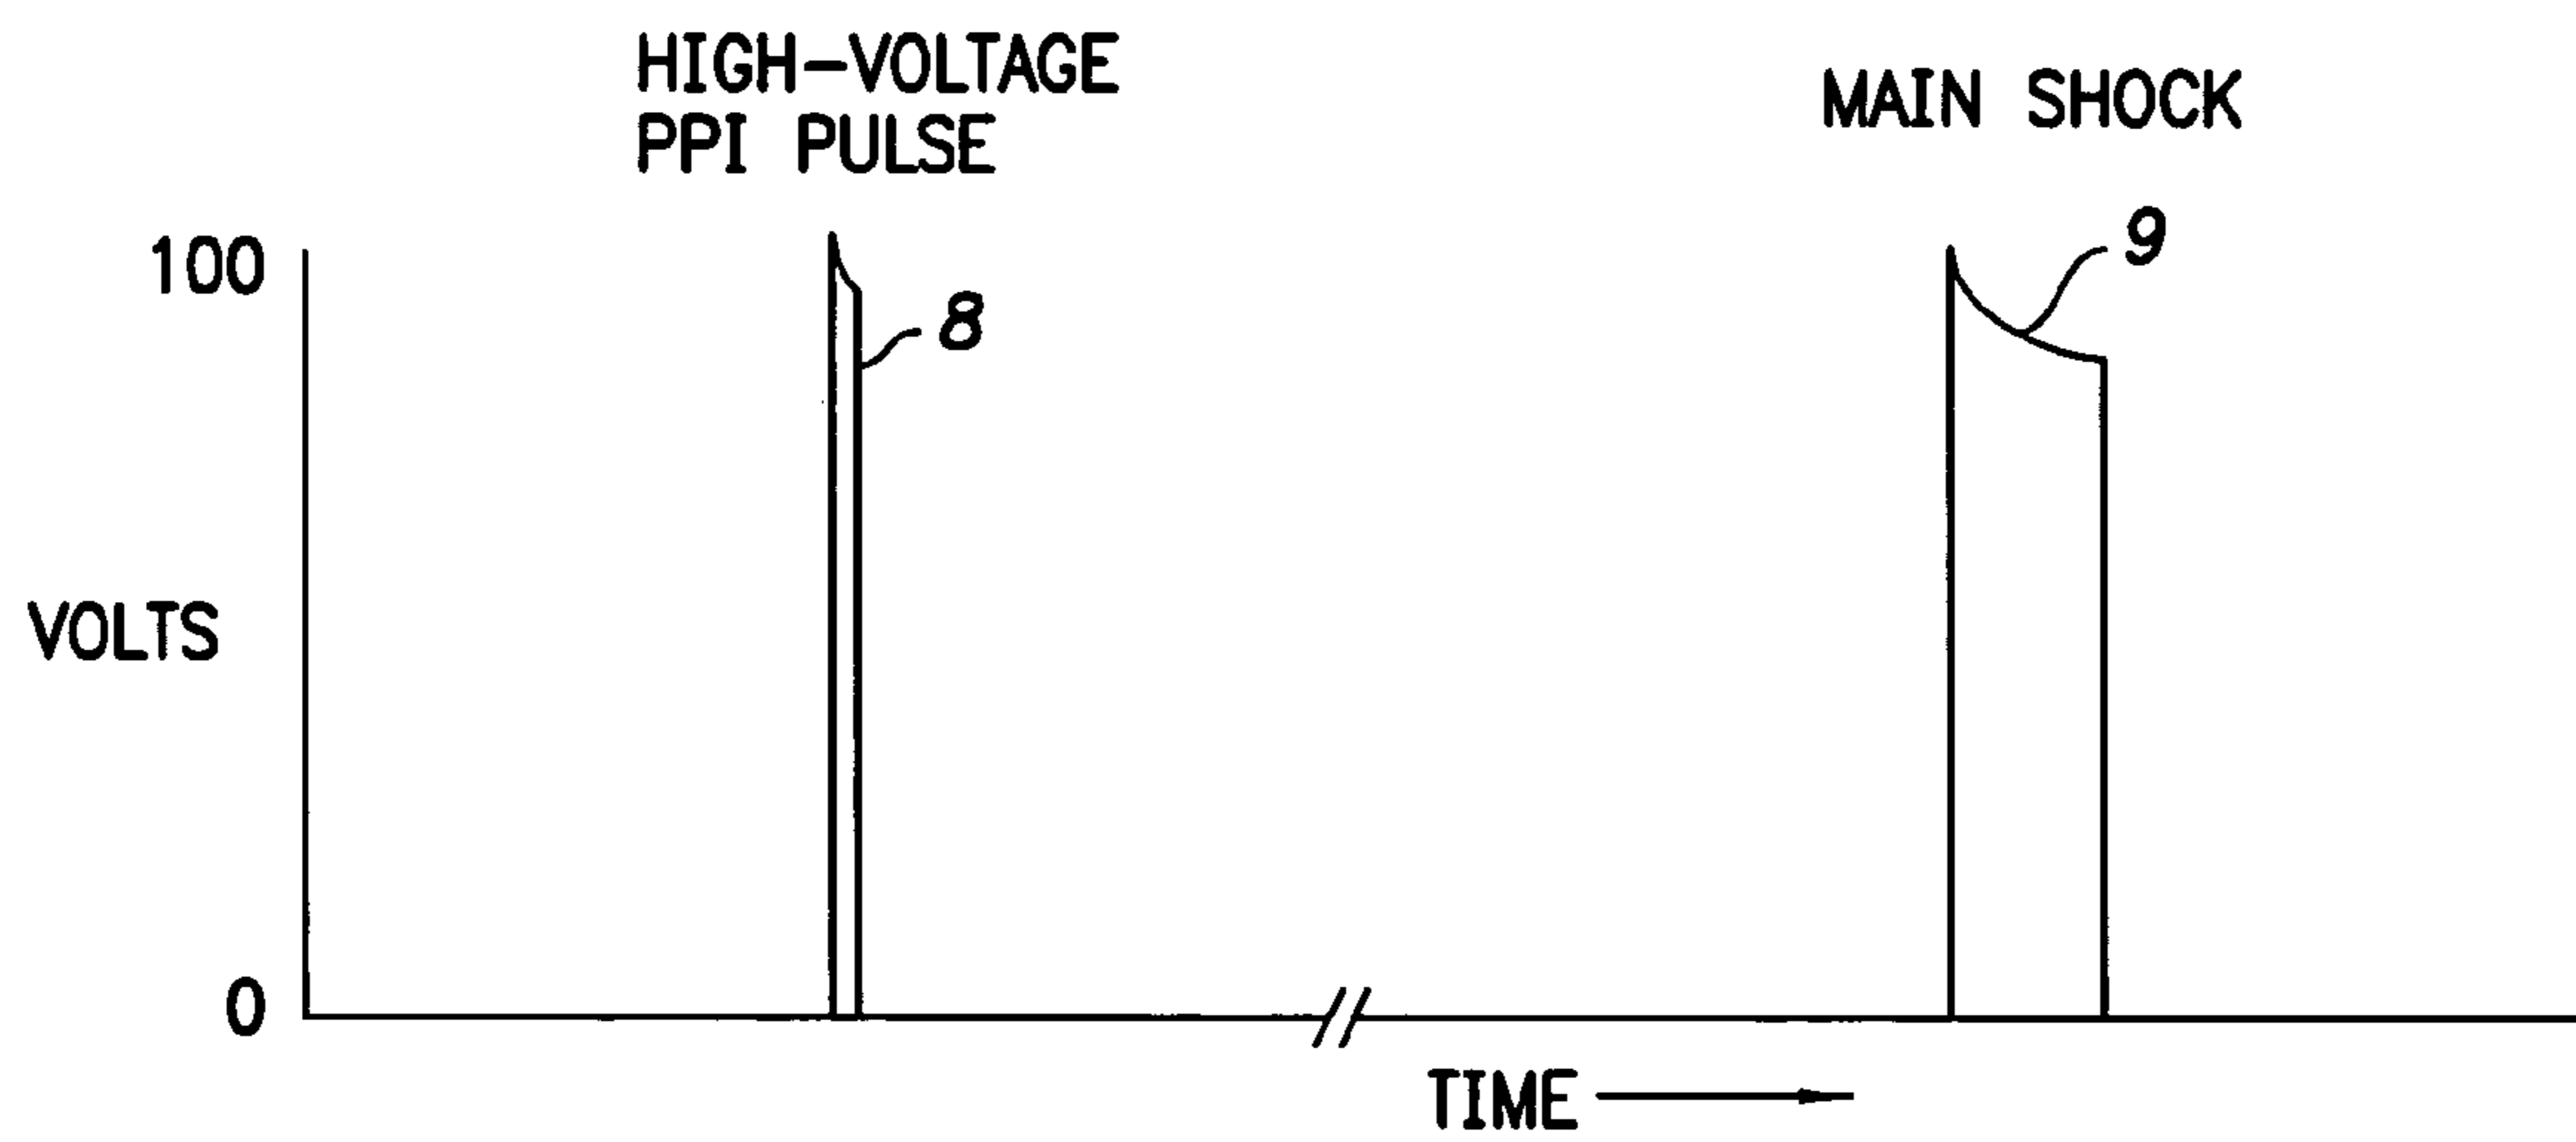 HIGH-VOLTAGE
PPI PULSE
MAIN SHOCK
100
8
9
VOLTS
0
TIME